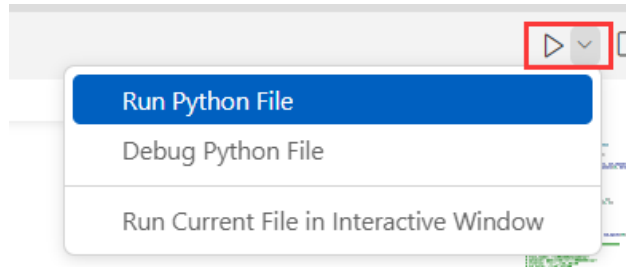 Run Python File
Debug Python File
Run Current File in Interactive Window